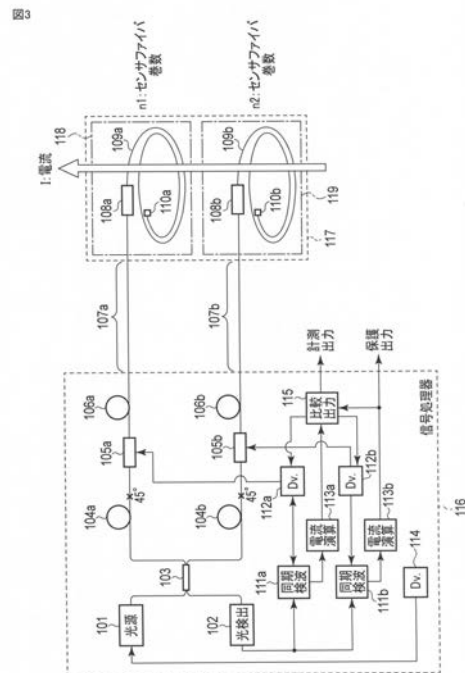 図3
I:電流
118
n1:センサファイバ
巻数
109a
108a
110a
n2:センサファイバ
巻数
109b
108b
110b
119
117
107a
107b
106a
105a
45°
104a
106b
105b
45°
104b
103
101
光源
102
光検出
計測
出力
保護
出力
115
比較
出力
Dv.
112a
Dv.
112b
113a
電流
演算
113b
電流
演算
111a
同期
検波
同期
検波
111b
114
Dv.
信号処理器
116